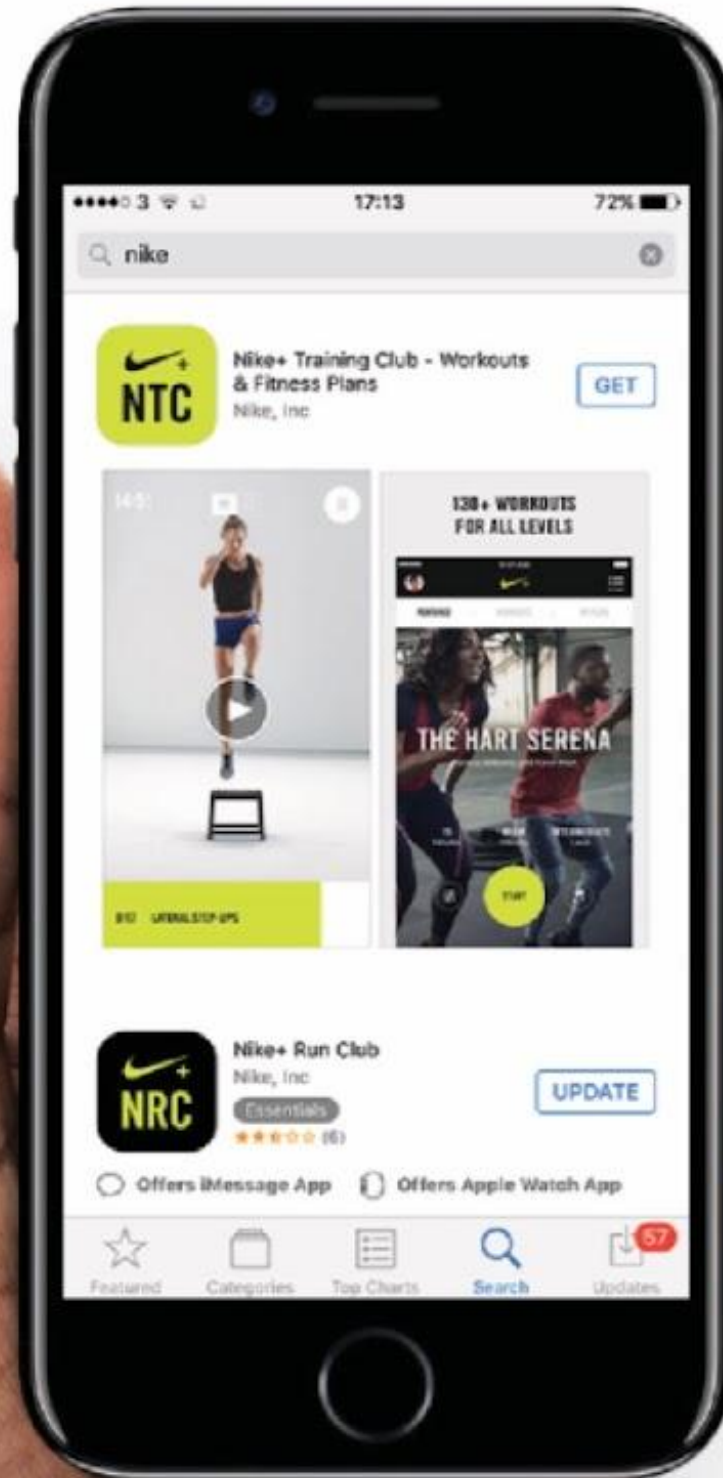 3
17:13
72%
nike
NTC
Nike+ Training Club - Workouts
& Fitness Plans
Nike, Inc
GET
130+ WORKOUTS
FOR ALL LEVELS
THE HART SERENA
START
LATERAL STEP-UPS
NRC
Nike+ Run Club
Nike, Inc
Essentials
(6)
UPDATE
Offers iMessage App
Offers Apple Watch App
Featured
Categories
Top Charts
Search
Updates
57